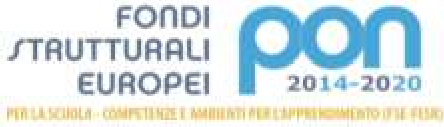 FONDI
STRUTTURALI
EUROPEI
pon
2014-2020
PER LA SCUOLA - COMPETENZE E AMBIENTI PER L'APPRENDIMENTO (FSE-FESR)